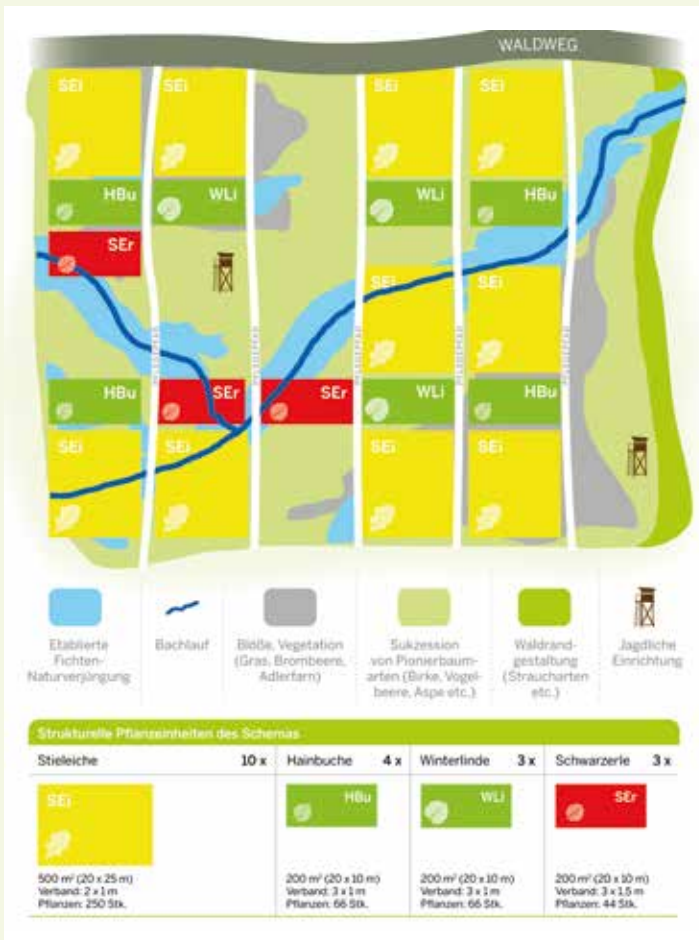 WALDWEG
SEi SEi SEi SEi
HBu WLi WLi HBu
SEr
SEi SEi
PFLEGEPFAD PFLEGEPFAD PFLEGEPFAD PFLEGEPFAD
HBu SEr SEr WLi HBu
SEi SEi SEi SEi
Etablierte
Fichten-
Naturverjüngung
Bachlauf
Blöße, Vegetation
(Gras, Brombeere,
Adlerfarn)
Sukzession
von Pionierbaum-
arten (Birke, Vogel-
beere, Aspe etc.)
Waldrand-
gestaltung
(Straucharten
etc.)
Jagdliche
Einrichtung
Strukturelle Pflanzeinheiten des Schemas
Stieleiche 10 x
SEi
500 m² (20 x 25 m)
Verband: 2 x 1 m
Pflanzen: 250 Stk.
Hainbuche 4 x
HBu
200 m² (20 x 10 m)
Verband: 3 x 1 m
Pflanzen: 66 Stk.
Winterlinde 3 x
WLi
200 m² (20 x 10 m)
Verband: 3 x 1 m
Pflanzen: 66 Stk.
Schwarzerle 3 x
SEr
200 m² (20 x 10 m)
Verband: 3 x 1,5 m
Pflanzen: 44 Stk.